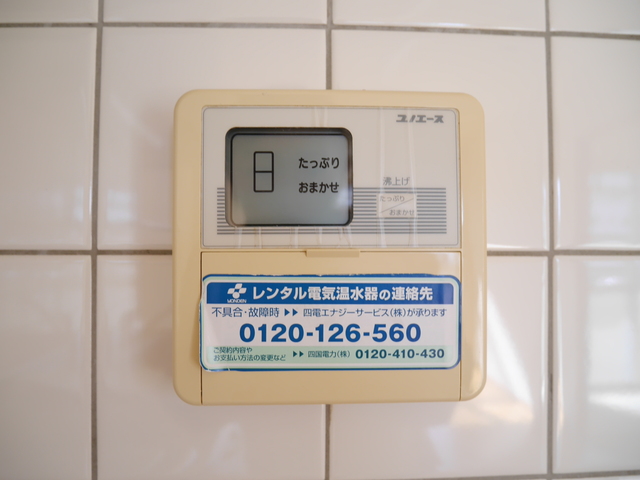 ユノエース
たっぷり
おまかせ
沸上げ
たっぷり
おまかせ
YONDEN
レンタル電気温水器の連絡先
不具合・故障時 ▶▶ 四電エナジーサービス(株)が承ります
0120-126-560
ご契約内容や
お支払い方法の変更など ▶▶ 四国電力(株) 0120-410-430